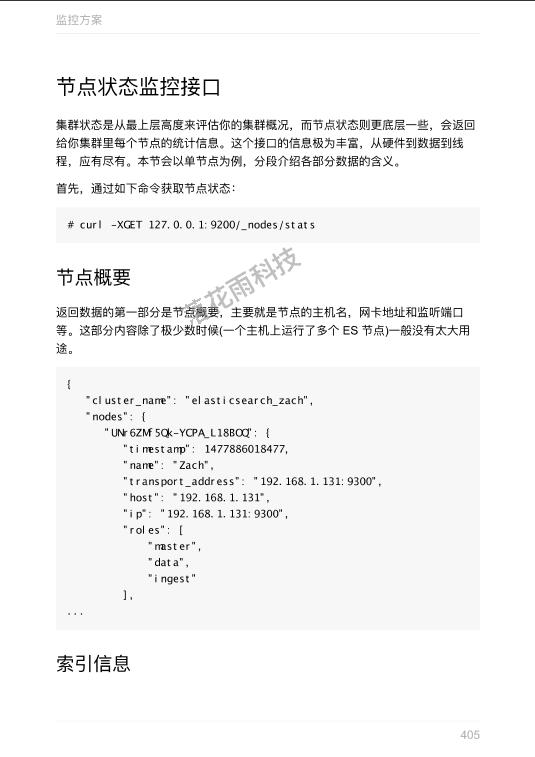 监控方案
节点状态监控接口
集群状态是从最上层高度来评估你的集群概况，而节点状态则更底层一些，会返回
给你集群里每个节点的统计信息。这个接口的信息极为丰富，从硬件到数据到线
程，应有尽有。本节会以单节点为例，分段介绍各部分数据的含义。
首先，通过如下命令获取节点状态：
# curl -XGET 127.0.0.1:9200/_nodes/stats
节点概要
落花雨科技
返回数据的第一部分是节点概要，主要就是节点的主机名，网卡地址和监听端口
等。这部分内容除了极少数时候(一个主机上运行了多个 ES 节点)一般没有太大用
途。
{
"cluster_name": "elasticsearch_zach",
"nodes": {
"UNr6ZMf5Qk-YCPA_L18BOQ": {
"timestamp": 1477886018477,
"name": "Zach",
"transport_address": "192.168.1.131:9300",
"host": "192.168.1.131",
"ip": "192.168.1.131:9300",
"roles": [
"master",
"data",
"ingest"
],
...
索引信息
405